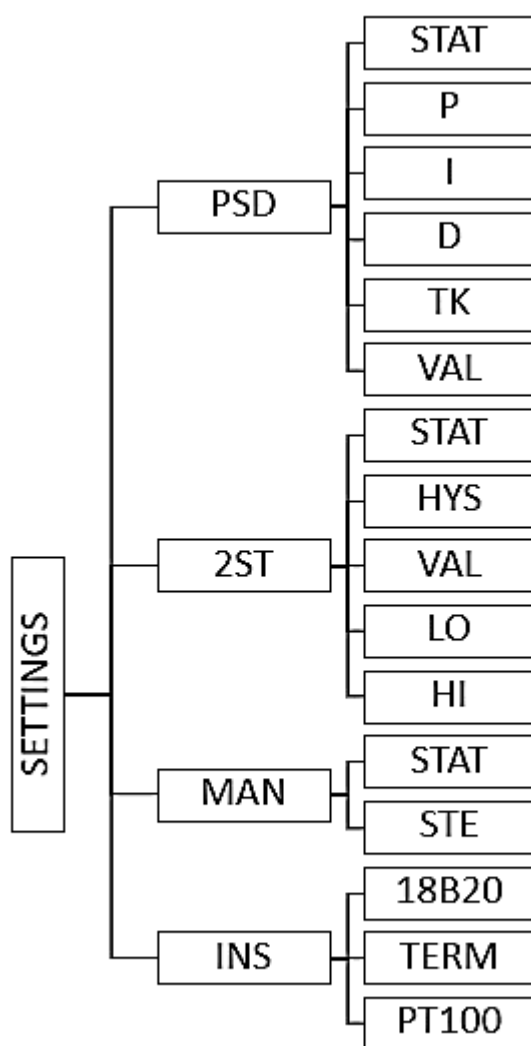 SETTINGS
PSD
STAT
P
I
D
TK
VAL
2ST
STAT
HYS
VAL
LO
HI
MAN
STAT
STE
INS
18B20
TERM
PT100